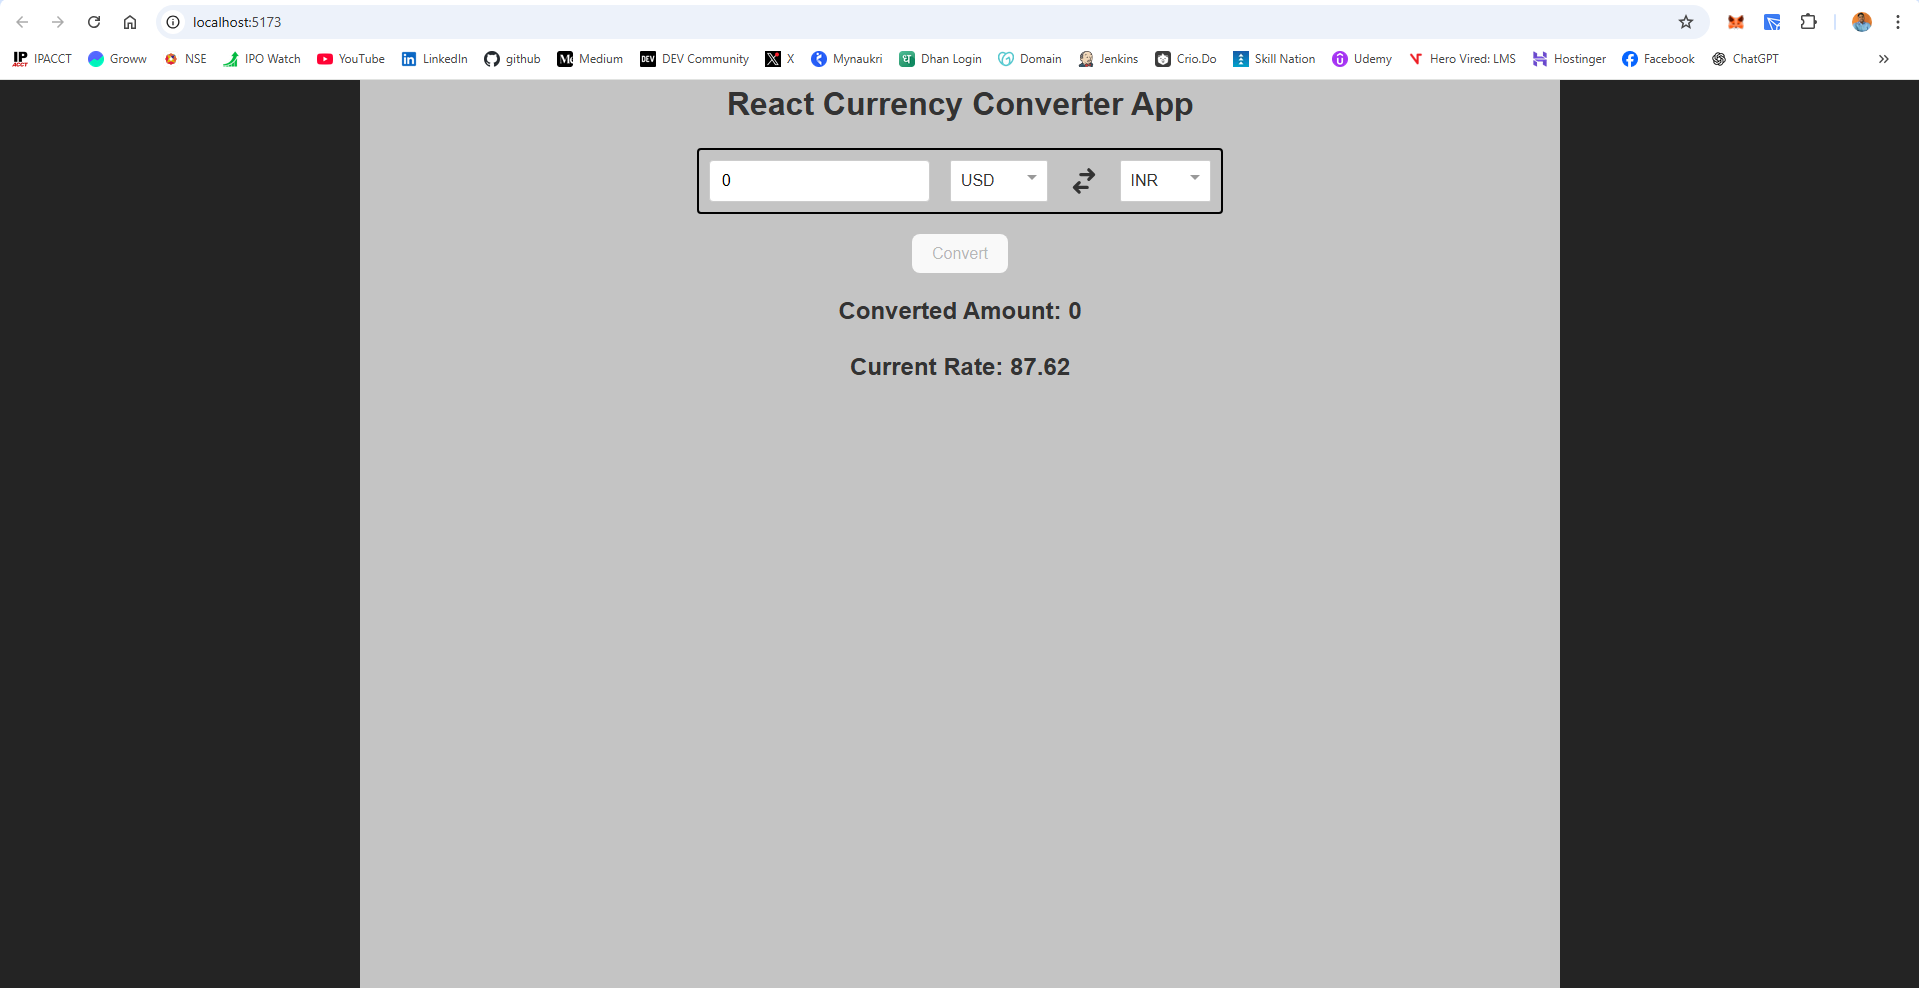 localhost:5173
IPACCT Groww NSE IPO Watch YouTube LinkedIn github Medium DEV Community X Mynaukri Dhan Login Domain Jenkins Crio.Do Skill Nation Udemy Hero Vired: LMS Hostinger Facebook ChatGPT
React Currency Converter App
0 USD INR
Convert
Converted Amount: 0
Current Rate: 87.62